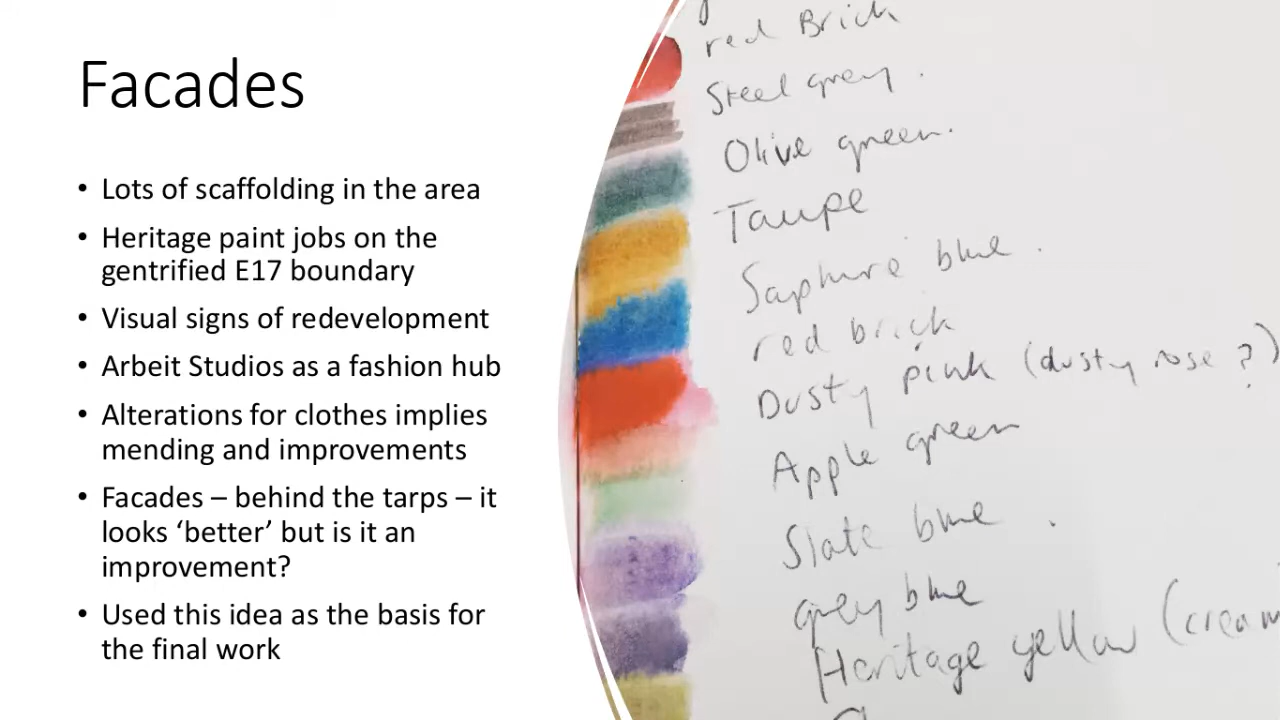 Facades
• Lots of scaffolding in the area
• Heritage paint jobs on the
gentrified E17 boundary
• Visual signs of redevelopment
• Arbeit Studios as a fashion hub
• Alterations for clothes implies
mending and improvements
• Facades – behind the tarps – it
looks ‘better’ but is it an
improvement?
• Used this idea as the basis for
the final work
red Brick
Steel grey.
Olive green.
Taupe
Saphire blue.
red brick
Dusty pink (dusty rose?)
Apple green
Slate blue.
grey blue
Heritage yellow (cream